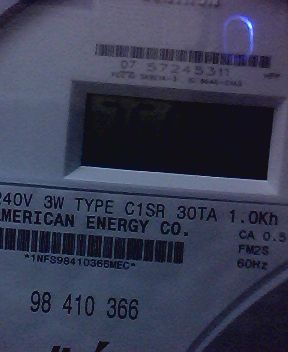 07 57245311
240V 3W TYPE C1SR 30TA 1.0Kh
AMERICAN ENERGY CO.
CA 0.5
FM2S
*1NFS98410366MEC*
60Hz
98 410 366